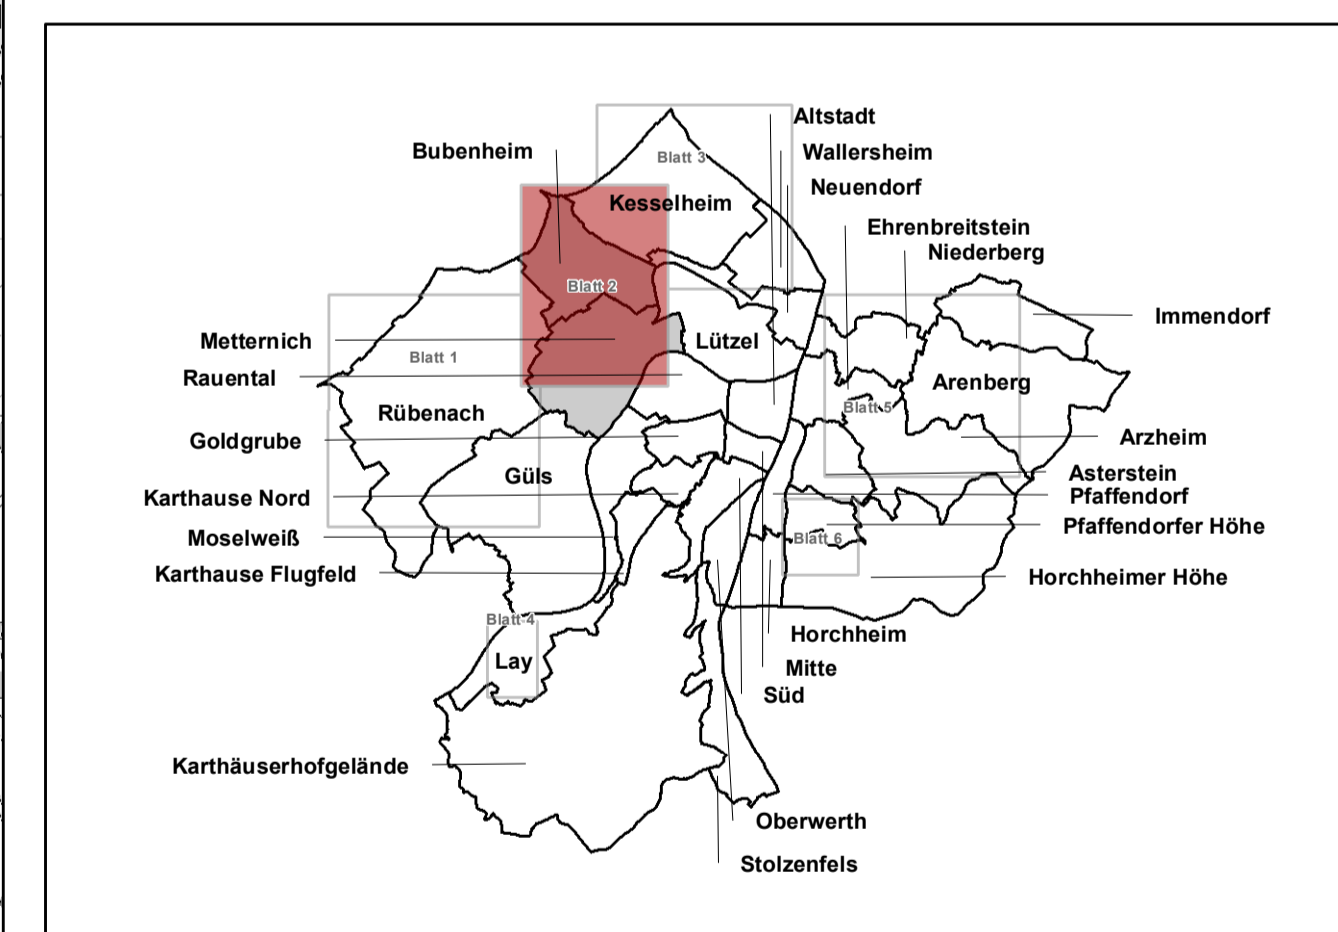 Altstadt
Bubenheim
Wallersheim
Blatt 3
Neuendorf
Kesselheim
Ehrenbreitstein
Niederberg
Blatt 2
Immendorf
Metternich
Lützel
Blatt 1
Rauental
Arenberg
Rübenach
Blatt 5
Goldgrube
Arzheim
Güls
Asterstein
Karthause Nord
Pfaffendorf
Pfaffendorfer Höhe
Moselweiß
Blatt 6
Karthause Flugfeld
Horchheimer Höhe
Blatt 4
Horchheim
Lay
Mitte
Süd
Karthäuserhofgelände
Oberwerth
Stolzenfels